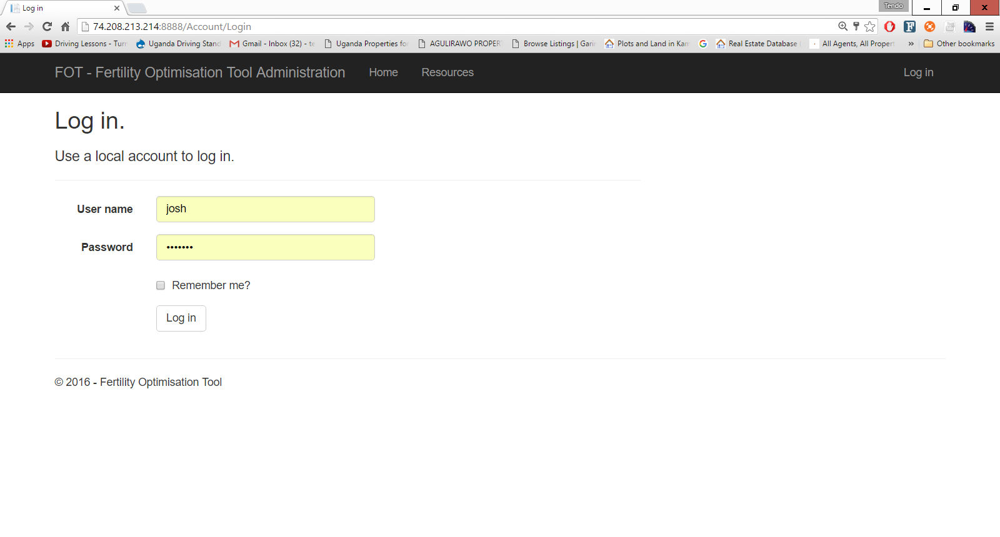 Log in
Tendo
74.208.213.214:8888/Account/Login
Apps Driving Lessons - Turn Uganda Driving Stand Gmail - Inbox (32) - te Uganda Properties for AGULIRAWO PROPERT Browse Listings | Gari Plots and Land in Kam Real Estate Database All Agents, All Propert » Other bookmarks
FOT - Fertility Optimisation Tool Administration Home Resources Log in
Log in.
Use a local account to log in.
User name josh
Password •••••••
Remember me?
Log in
© 2016 - Fertility Optimisation Tool